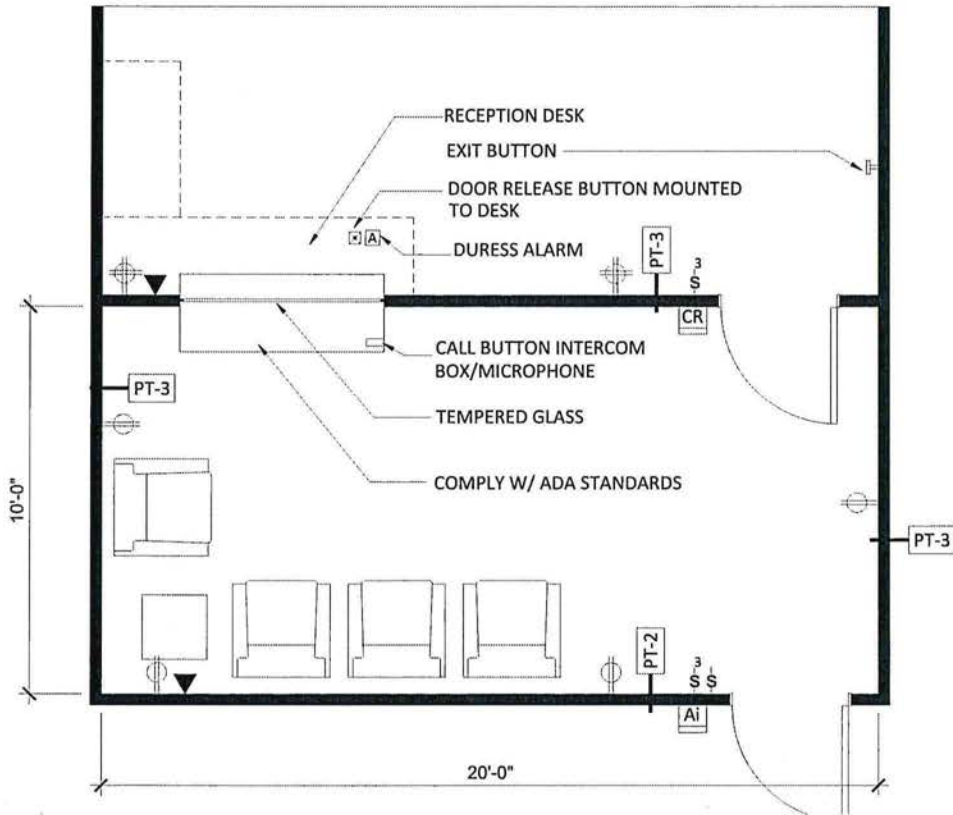 RECEPTION DESK
EXIT BUTTON
DOOR RELEASE BUTTON MOUNTED
TO DESK
A
DURESS ALARM
PT-3
3
S
CR
CALL BUTTON INTERCOM
BOX/MICROPHONE
PT-3
TEMPERED GLASS
COMPLY W/ ADA STANDARDS
10'-0"
PT-3
PT-2
3
S S
Ai
20'-0"